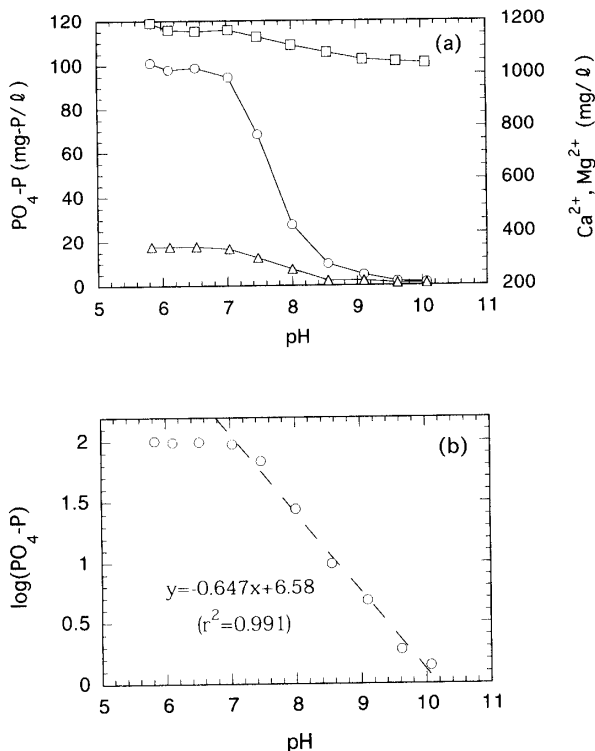 (a)
PO₄-P (mg-P/ℓ)
120
100
80
60
40
20
0
1200
1000
800
600
400
200
Ca²⁺, Mg²⁺ (mg/ℓ)
5 6 7 8 9 10 11
pH
(b)
log(PO₄-P)
2
1.5
1
0.5
0
y=-0.647x+6.58
(r²=0.991)
5 6 7 8 9 10 11
pH